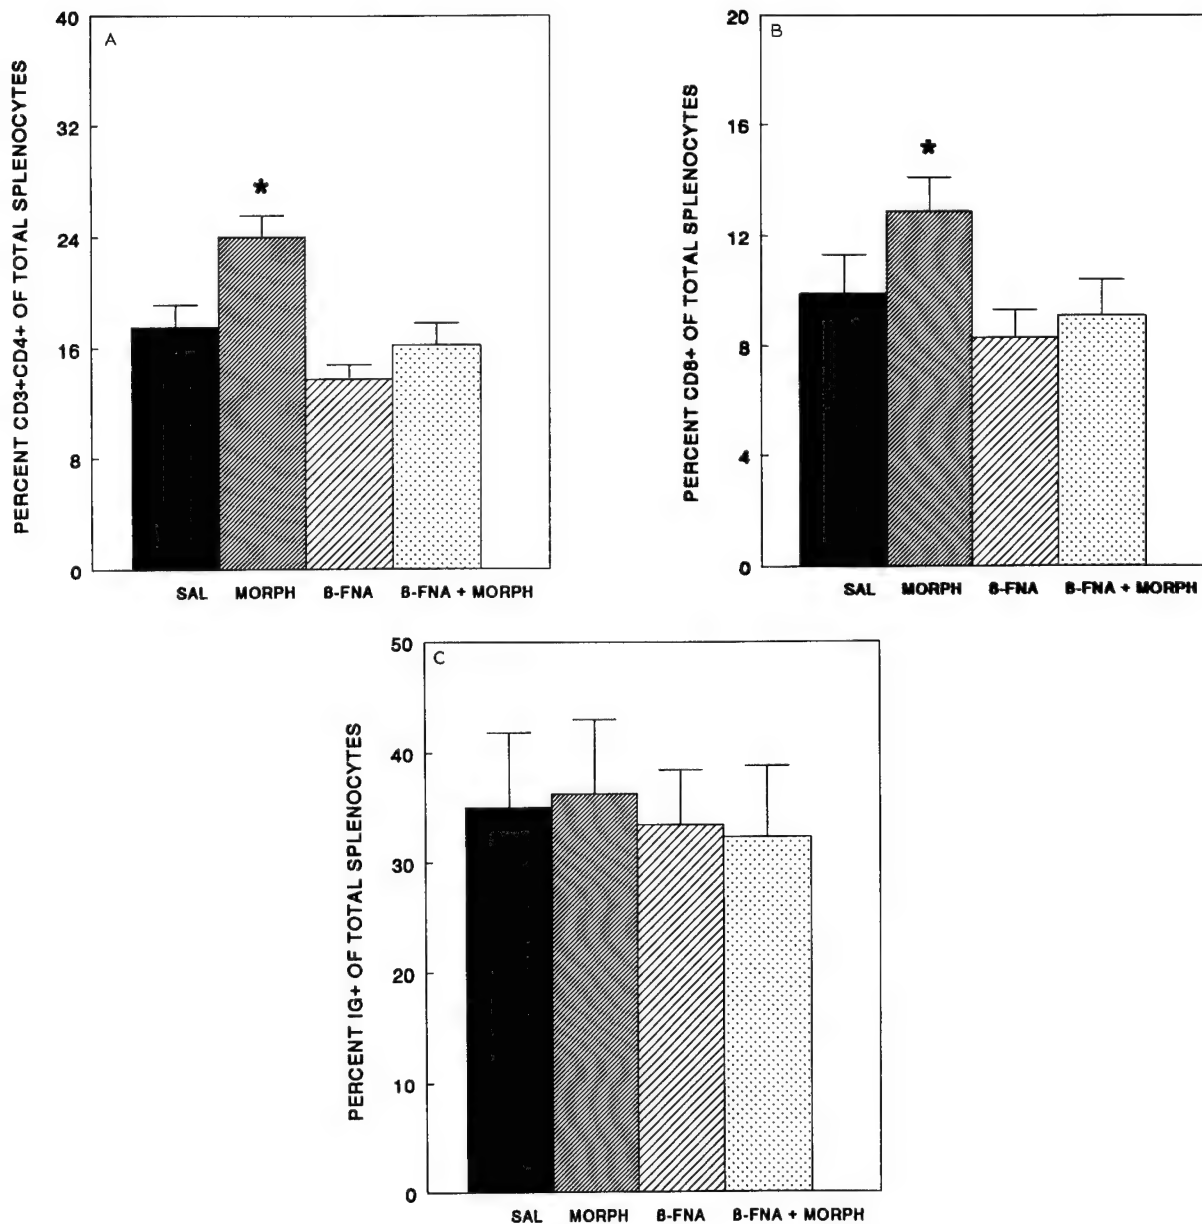 A
PERCENT CD3+CD4+ OF TOTAL SPLENOCYTES
40
32
24
16
8
0
*
SAL MORPH β-FNA β-FNA + MORPH
B
PERCENT CD8+ OF TOTAL SPLENOCYTES
20
16
12
8
4
0
*
SAL MORPH β-FNA β-FNA + MORPH
C
PERCENT IG+ OF TOTAL SPLENOCYTES
50
40
30
20
10
0
SAL MORPH β-FNA β-FNA + MORPH